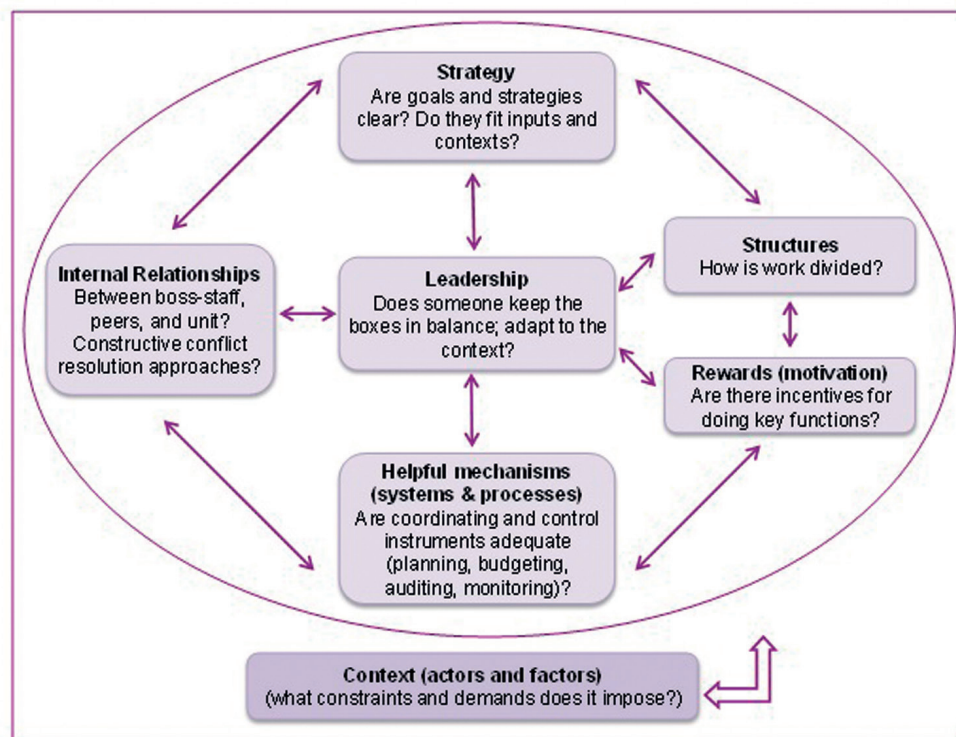 Strategy
Are goals and strategies
clear? Do they fit inputs and
contexts?
Internal Relationships
Between boss-staff,
peers, and unit?
Constructive conflict
resolution approaches?
Leadership
Does someone keep the
boxes in balance; adapt to the
context?
Structures
How is work divided?
Rewards (motivation)
Are there incentives for
doing key functions?
Helpful mechanisms
(systems & processes)
Are coordinating and control
instruments adequate
(planning, budgeting,
auditing, monitoring)?
Context (actors and factors)
(what constraints and demands does it impose?)